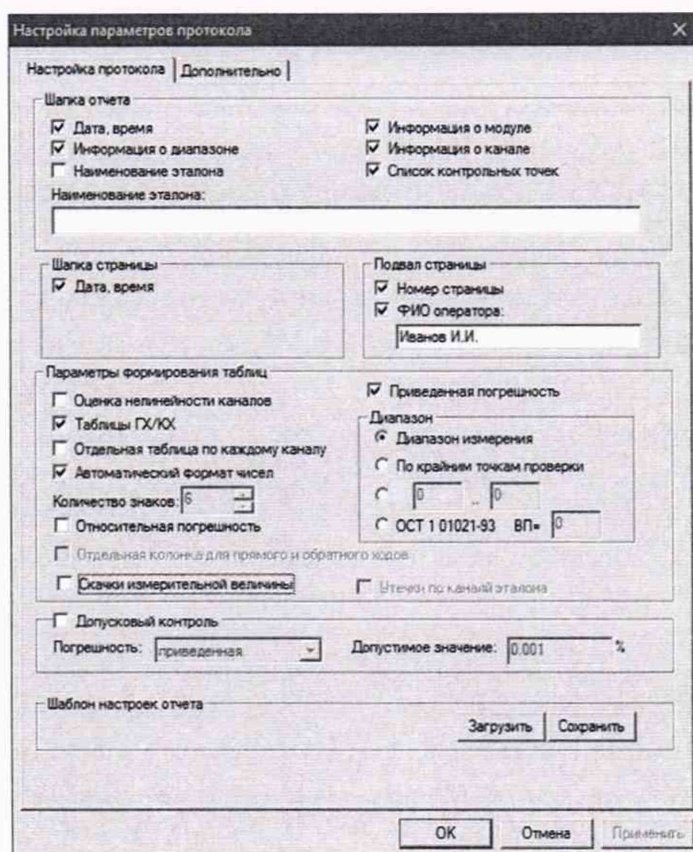 Настройка параметров протокола
Настройка протокола
Дополнительно
Шапка отчета
Дата, время
Информация о модуле
Информация о диапазоне
Информация о канале
Наименование эталона
Список контрольных точек
Наименование эталона:
Шапка страницы
Дата, время
Подвал страницы
Номер страницы
ФИО оператора:
Иванов И.И.
Параметры формирования таблиц
Оценка нелинейности каналов
Таблицы ГХ/КХ
Отдельная таблица по каждому каналу
Автоматический формат чисел
Количество знаков: 6
Относительная погрешность
Приведенная погрешность
Диапазон
Диапазон измерения
По крайним точкам проверки
0 .. 0
ОСТ 1 01021-93 ВП= 0
Отдельная колонка для прямого и обратного ходов
Скачки измерительной величины
Утечки по каналй эталона
Допусковый контроль
Погрешность: приведенная
Допустимое значение: 0.001 %
Шаблон настроек отчета
Загрузить
Сохранить
OK
Отмена
Применить